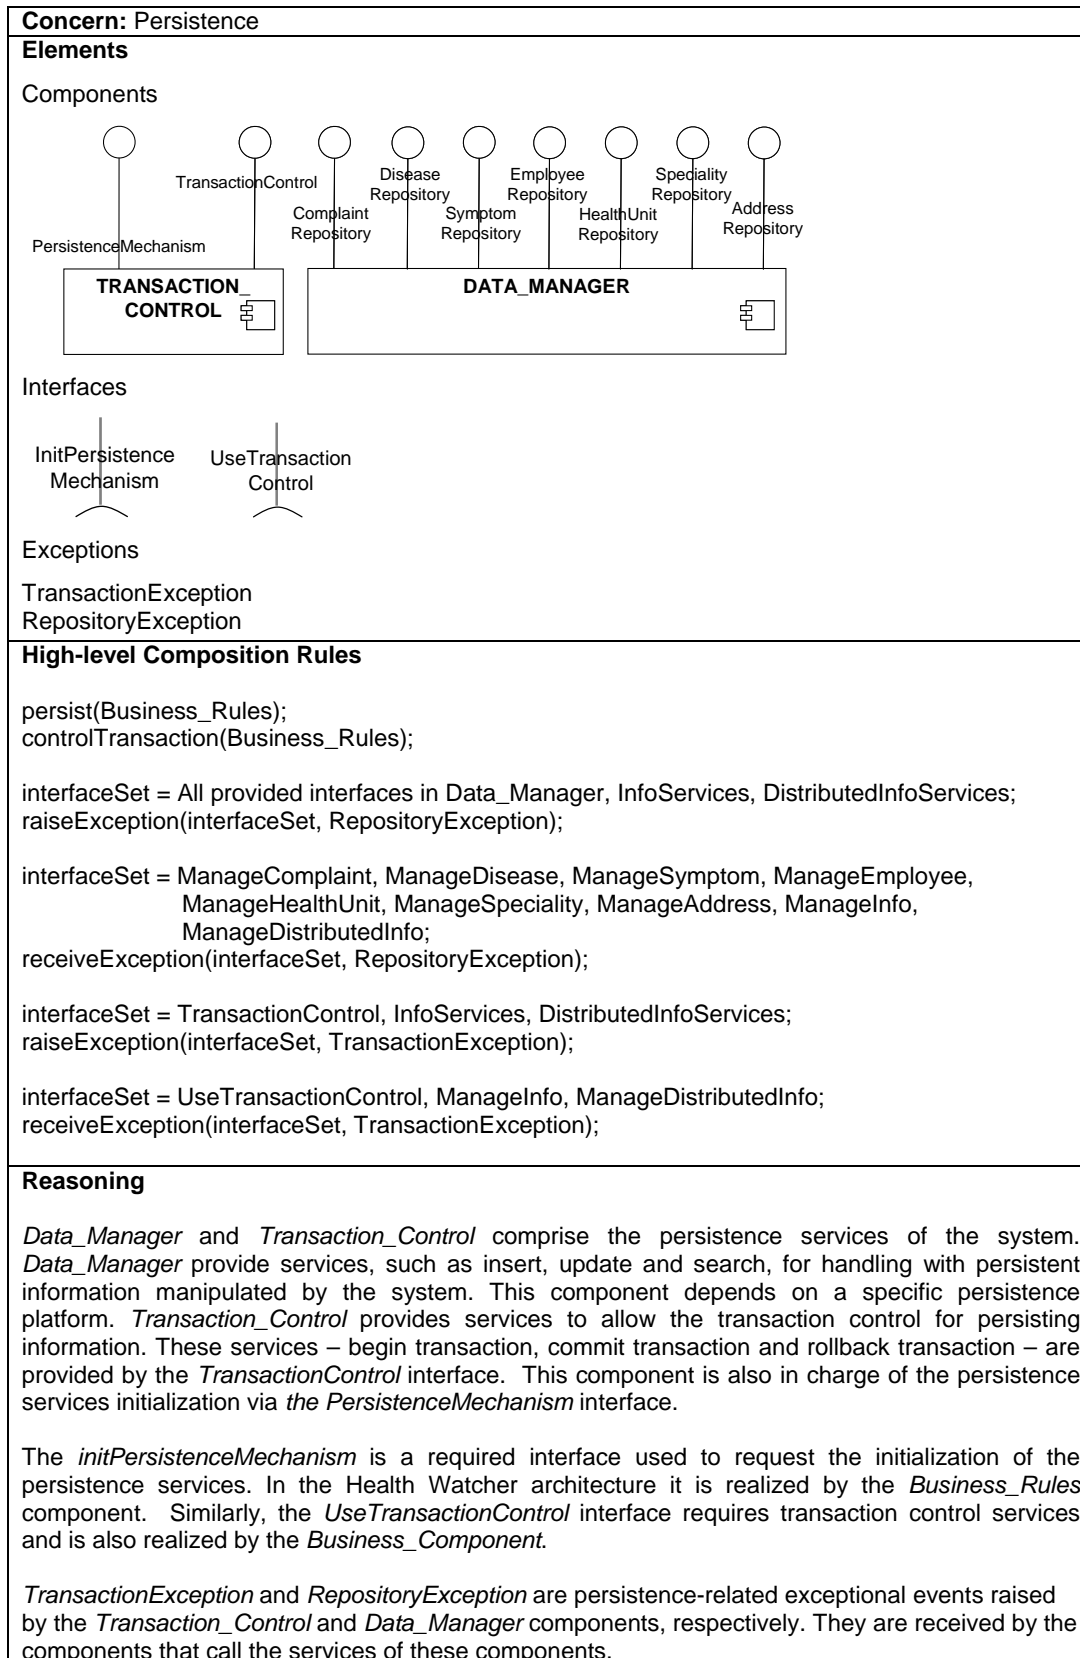 Concern: Persistence
Elements
Components
TransactionControl
Disease
Repository
Employee
Repository
Speciality
Repository
Complaint
Repository
Symptom
Repository
HealthUnit
Repository
Address
Repository
PersistenceMechanism
TRANSACTION_
CONTROL
DATA_MANAGER
Interfaces
InitPersistence
Mechanism
UseTransaction
Control
Exceptions
TransactionException
RepositoryException
High-level Composition Rules
persist(Business_Rules);
controlTransaction(Business_Rules);
interfaceSet = All provided interfaces in Data_Manager, InfoServices, DistributedInfoServices;
raiseException(interfaceSet, RepositoryException);
interfaceSet = ManageComplaint, ManageDisease, ManageSymptom, ManageEmployee,
ManageHealthUnit, ManageSpeciality, ManageAddress, ManageInfo,
ManageDistributedInfo;
receiveException(interfaceSet, RepositoryException);
interfaceSet = TransactionControl, InfoServices, DistributedInfoServices;
raiseException(interfaceSet, TransactionException);
interfaceSet = UseTransactionControl, ManageInfo, ManageDistributedInfo;
receiveException(interfaceSet, TransactionException);
Reasoning
Data_Manager and Transaction_Control comprise the persistence services of the system.
Data_Manager provide services, such as insert, update and search, for handling with persistent
information manipulated by the system. This component depends on a specific persistence
platform. Transaction_Control provides services to allow the transaction control for persisting
information. These services – begin transaction, commit transaction and rollback transaction – are
provided by the TransactionControl interface. This component is also in charge of the persistence
services initialization via the PersistenceMechanism interface.
The initPersistenceMechanism is a required interface used to request the initialization of the
persistence services. In the Health Watcher architecture it is realized by the Business_Rules
component. Similarly, the UseTransactionControl interface requires transaction control services
and is also realized by the Business_Component.
TransactionException and RepositoryException are persistence-related exceptional events raised
by the Transaction_Control and Data_Manager components, respectively. They are received by the
components that call the services of these components.